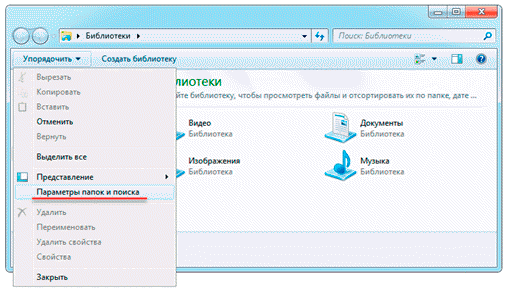 Библиотеки
Поиск: Библиотеки
Упорядочить
Создать библиотеку
Вырезать
Копировать
Вставить
Отменить
Вернуть
Выделить все
Представление
Параметры папок и поиска
Удалить
Переименовать
Удалить свойства
Свойства
Закрыть
лиотеки
йте библиотеку, чтобы просмотреть файлы и отсортировать их по папке, дате ...
Видео
Библиотека
Документы
Библиотека
Изображения
Библиотека
Музыка
Библиотека